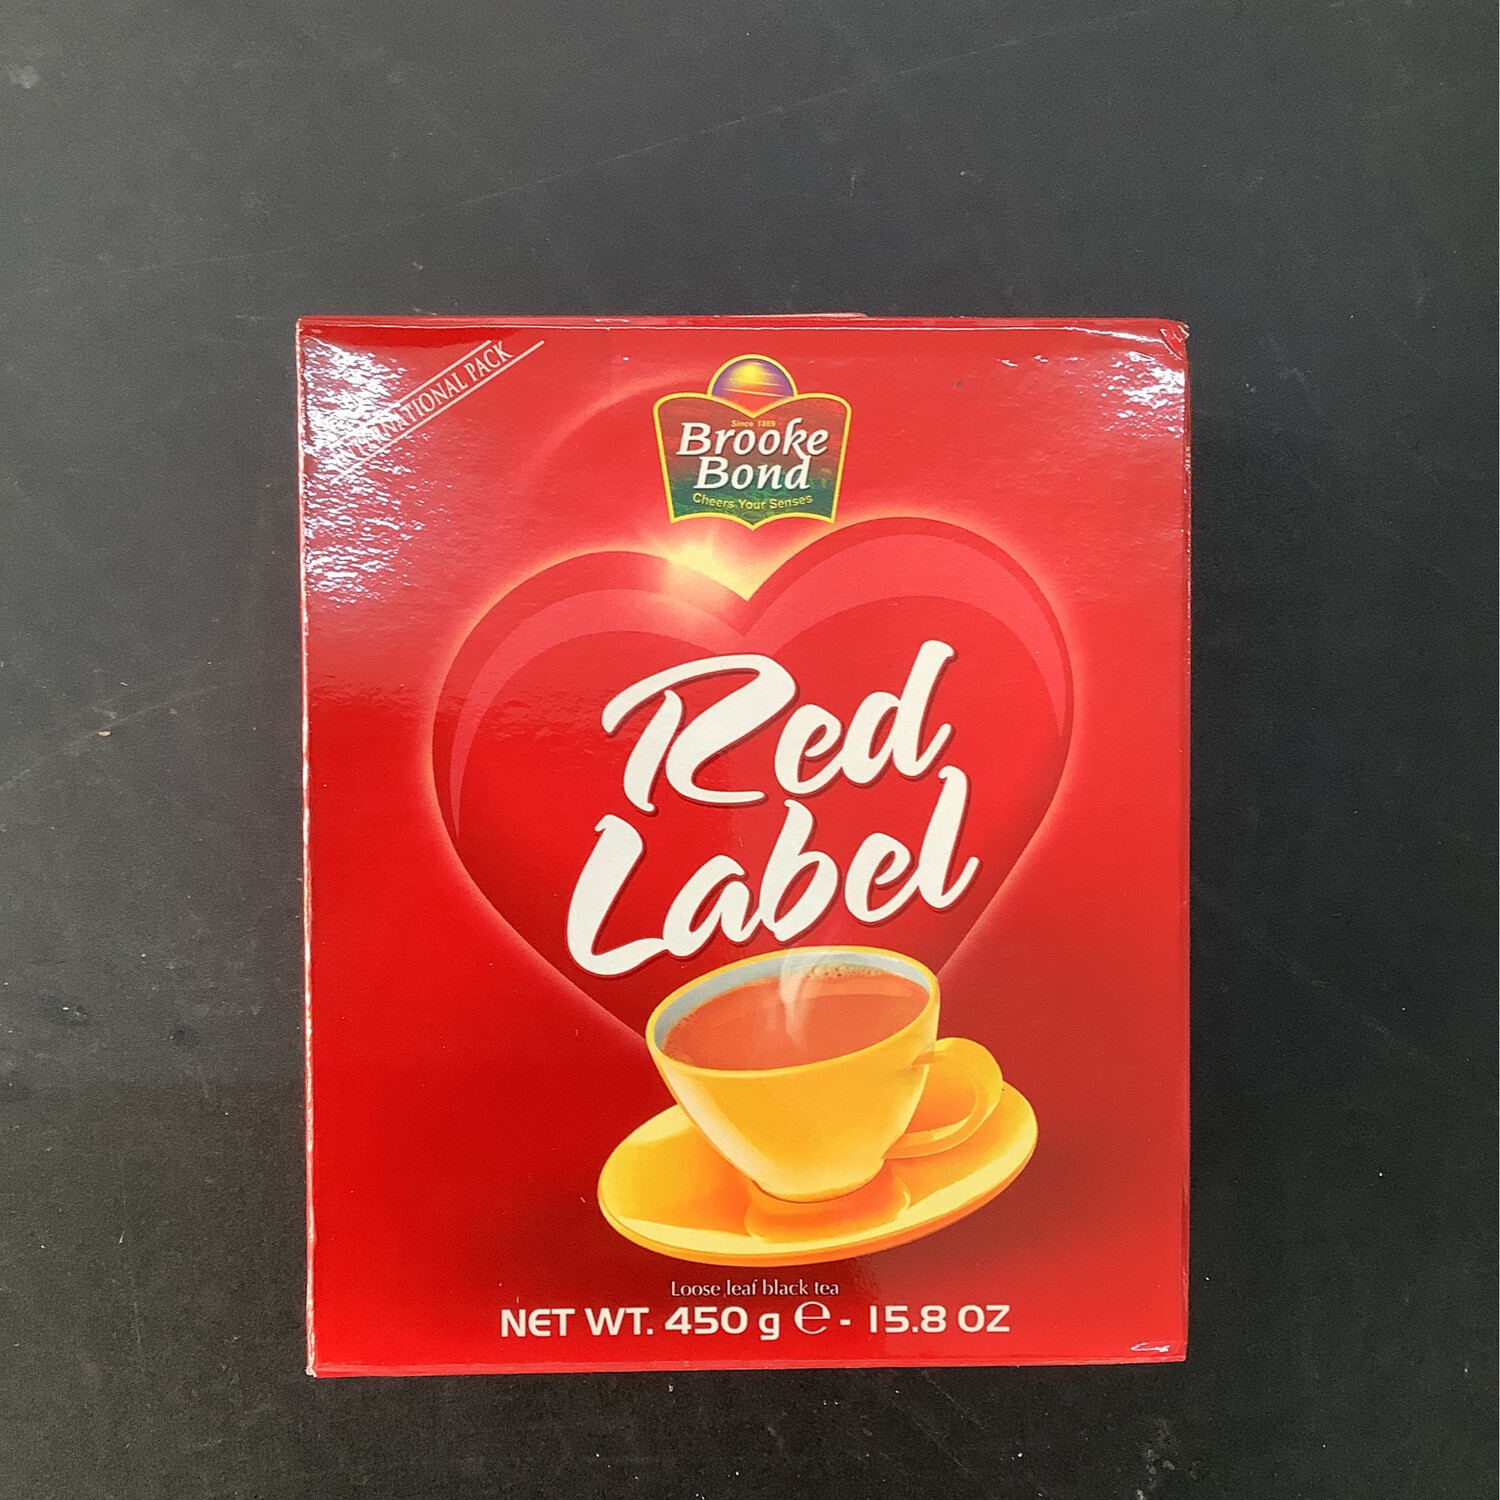 INTERNATIONAL PACK
Since 1869
Brooke
Bond
Cheers Your Senses
Red
Label
Loose leaf black tea
NET WT. 450 g ℮ - 15.8 OZ